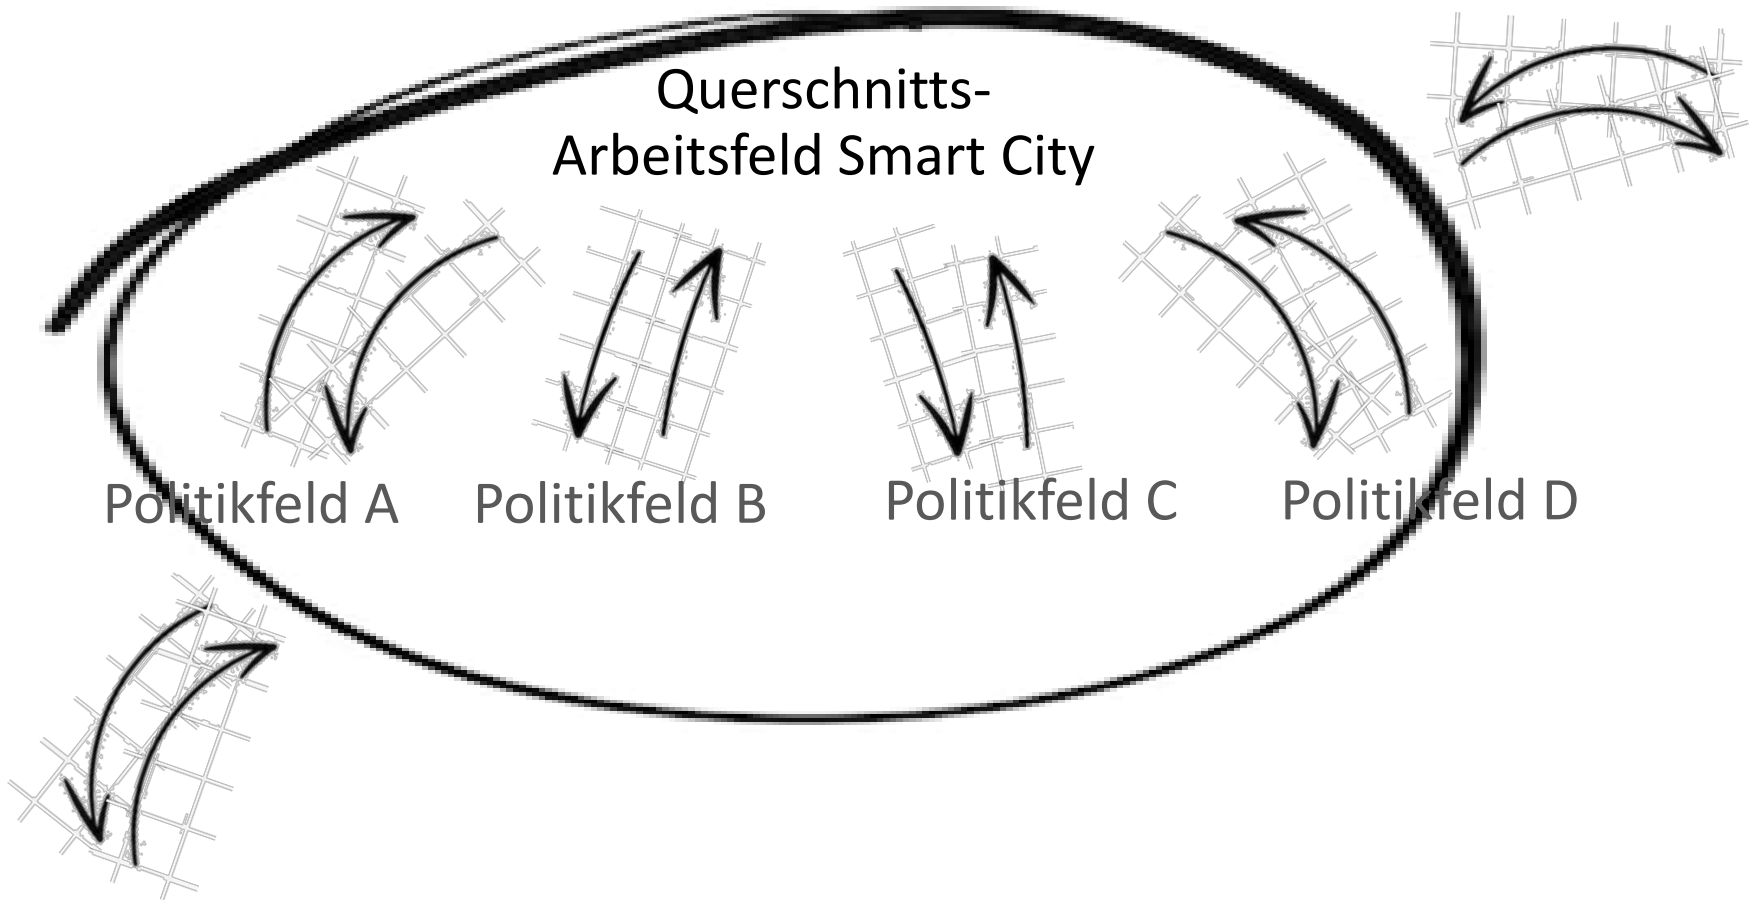 Querschnitts-
Arbeitsfeld Smart City
Politikfeld A
Politikfeld B
Politikfeld C
Politikfeld D